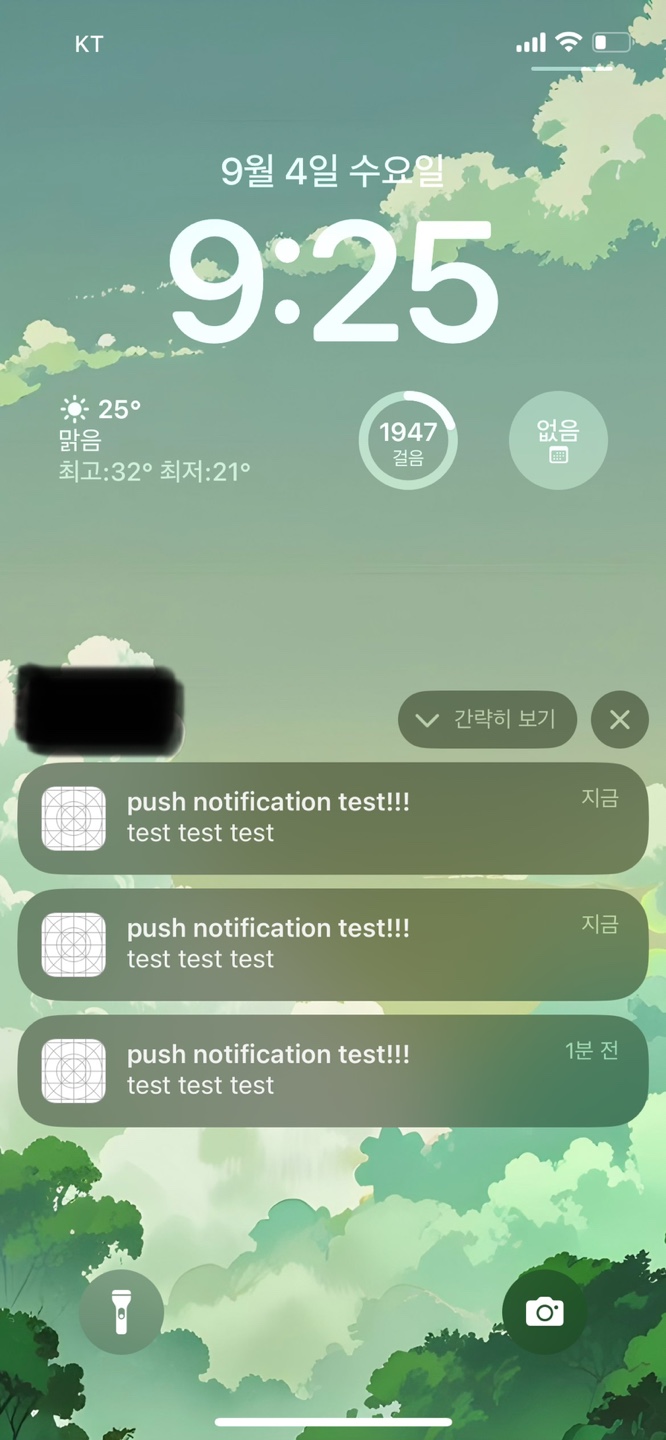 KT
9월 4일 수요일
9:25
25°
맑음
최고:32° 최저:21°
1947
걸음
없음
간략히 보기
push notification test!!!
지금
test test test
push notification test!!!
지금
test test test
push notification test!!!
1분 전
test test test